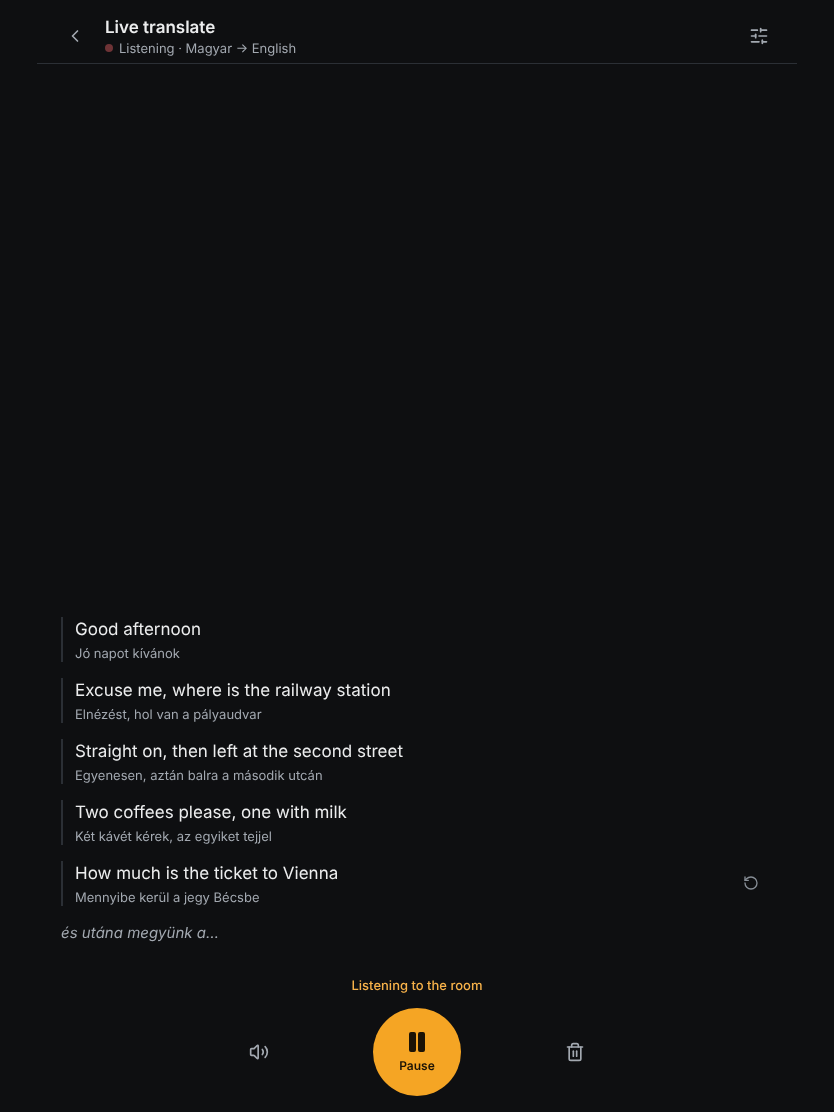 Live translate
Listening · Magyar → English
Good afternoon
Jó napot kívánok
Excuse me, where is the railway station
Elnézést, hol van a pályaudvar
Straight on, then left at the second street
Egyenesen, aztán balra a második utcán
Two coffees please, one with milk
Két kávét kérek, az egyiket tejjel
How much is the ticket to Vienna
Mennyibe kerül a jegy Bécsbe
és utána megyünk a…
Listening to the room
Pause